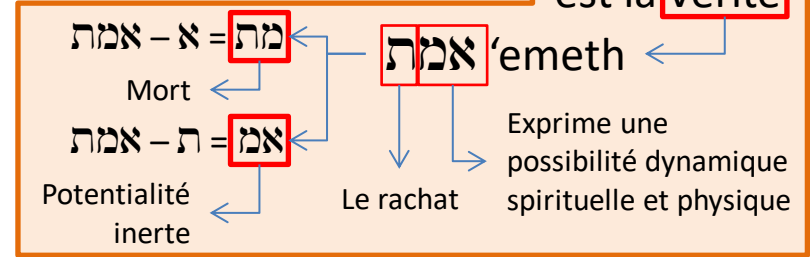 est la vérité
אמת – א = מת
אמת ’emeth
Mort
אמת – ת = אמ
Potentialité
inerte
Le rachat
Exprime une
possibilité dynamique
spirituelle et physique